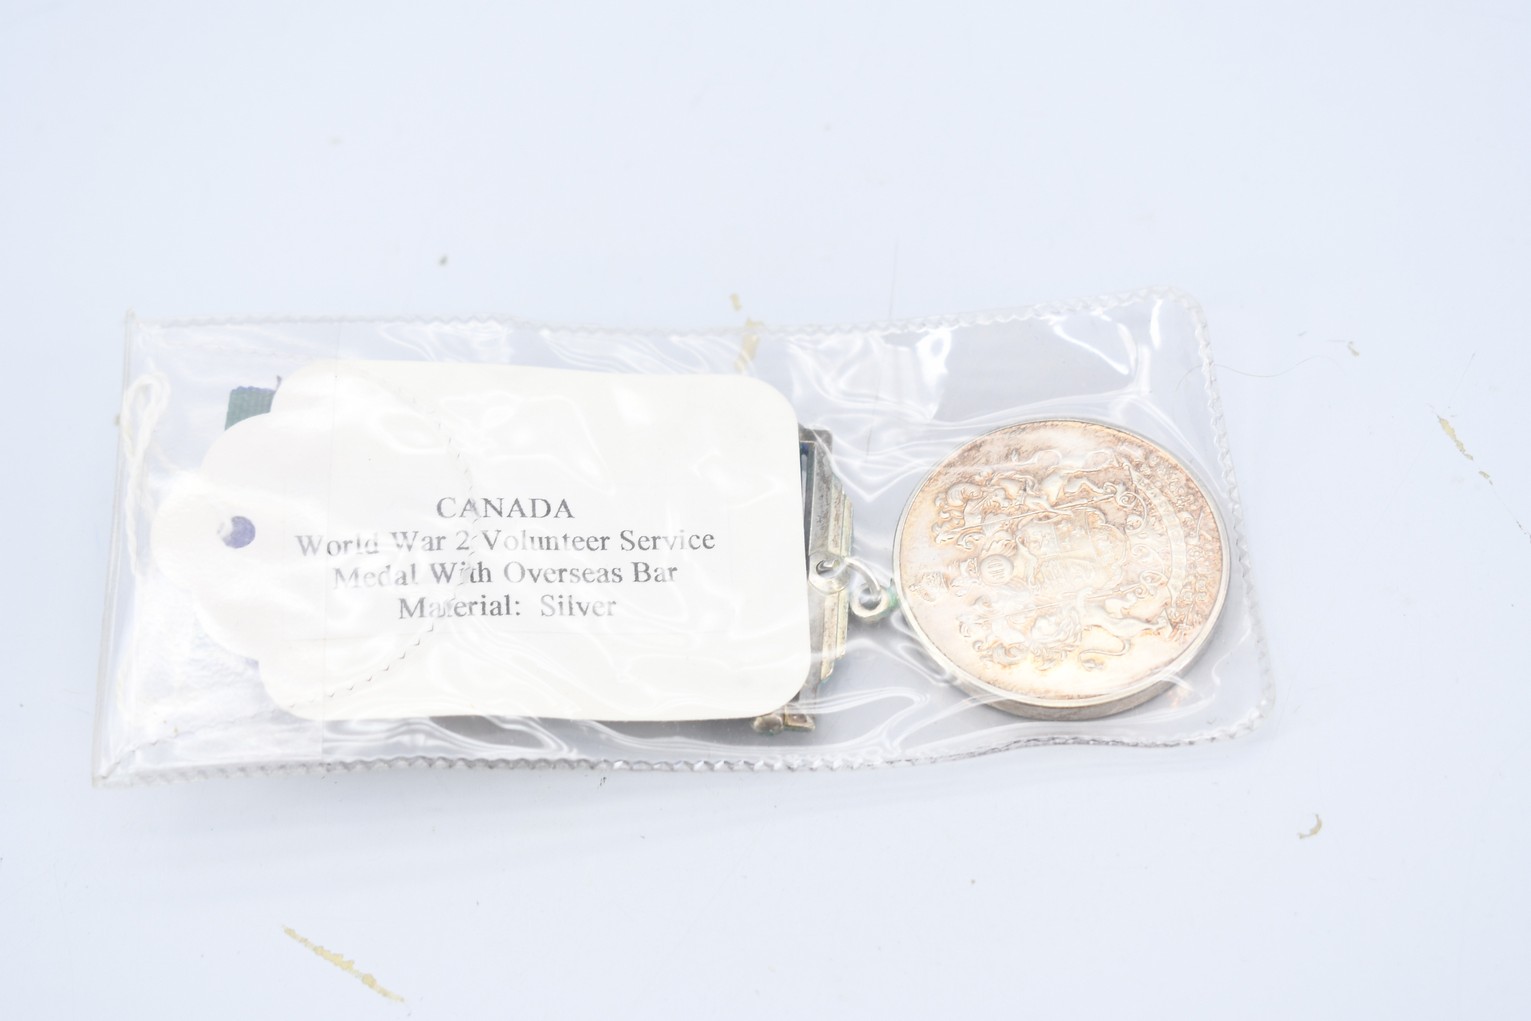 CANADA
World War 2 Volunteer Service
Medal With Overseas Bar
Material: Silver